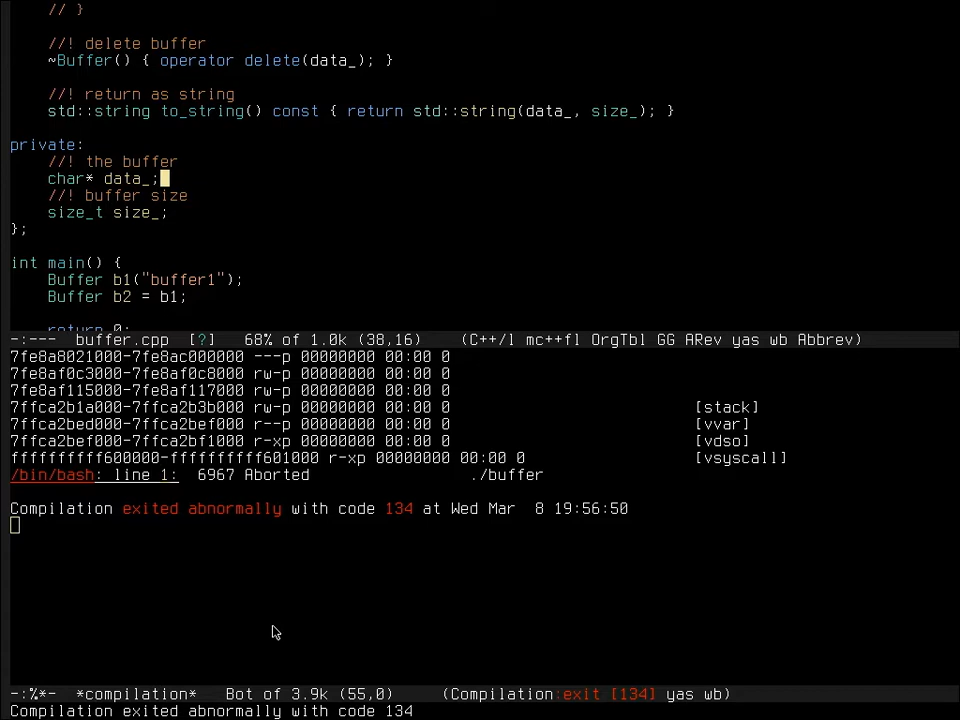 // }
//! delete buffer
~Buffer() { operator delete(data_); }
//! return as string
std::string to_string() const { return std::string(data_, size_); }
private:
//! the buffer
char* data_;
//! buffer size
size_t size_;
};
int main() {
Buffer b1("buffer1");
Buffer b2 = b1;
return 0;
-:--- buffer.cpp [?] 68% of 1.0k (38,16) (C++/l mc++fl OrgTbl GG ARev yas wb Abbrev)
7fe8a8021000-7fe8ac000000 ---p 00000000 00:00 0
7fe8af0c3000-7fe8af0c8000 rw-p 00000000 00:00 0
7fe8af115000-7fe8af117000 rw-p 00000000 00:00 0
7ffca2b1a000-7ffca2b3b000 rw-p 00000000 00:00 0 [stack]
7ffca2bed000-7ffca2bef000 r--p 00000000 00:00 0 [vvar]
7ffca2bef000-7ffca2bf1000 r-xp 00000000 00:00 0 [vdso]
ffffffffff600000-ffffffffff601000 r-xp 00000000 00:00 0 [vsyscall]
/bin/bash: line 1: 6967 Aborted ./buffer
Compilation exited abnormally with code 134 at Wed Mar 8 19:56:50
-:%*- *compilation* Bot of 3.9k (55,0) (Compilation:exit [134] yas wb)
Compilation exited abnormally with code 134